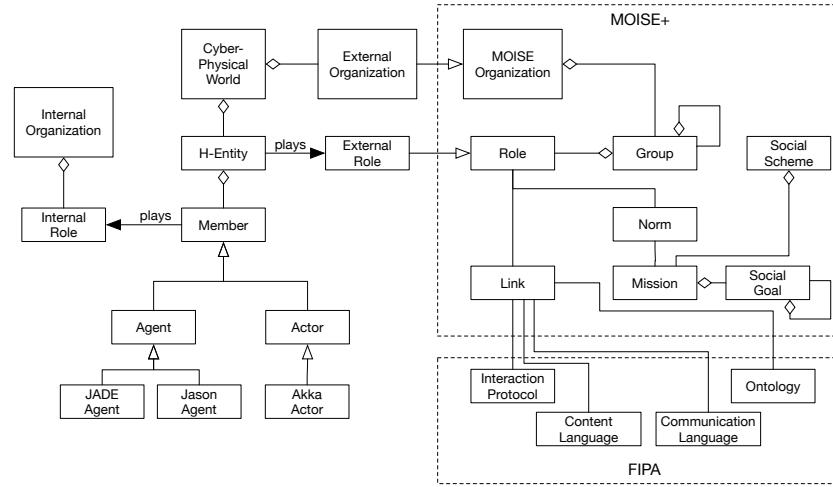 MOISE+
Cyber-
Physical
World
External
Organization
MOISE
Organization
Internal
Organization
H-Entity
plays
External
Role
Role
Group
Social
Scheme
Internal
Role
plays
Member
Norm
Link
Mission
Social
Goal
Agent
Actor
JADE
Agent
Jason
Agent
Akka
Actor
Interaction
Protocol
Ontology
Content
Language
Communication
Language
FIPA